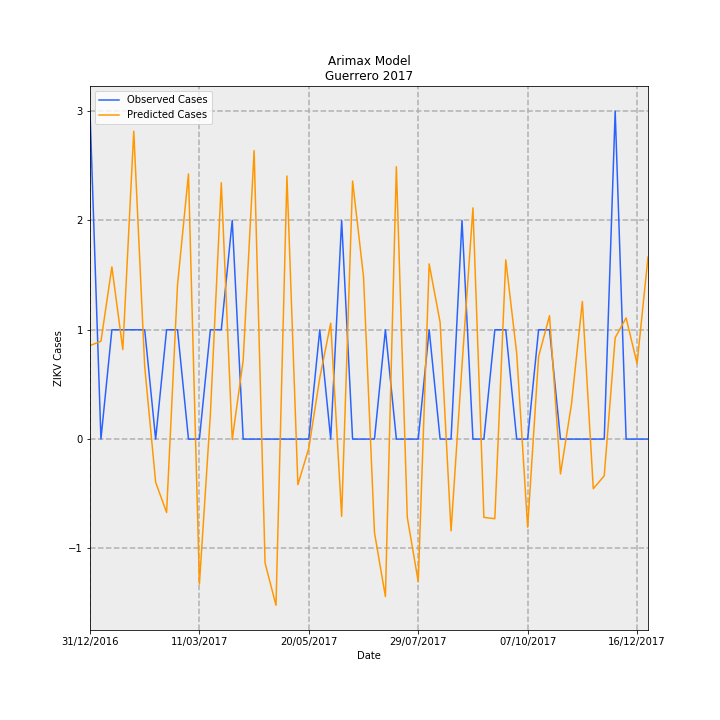 Arimax Model
Guerrero 2017
Observed Cases
Predicted Cases
3
2
1
0
−1
ZIKV Cases
31/12/2016
11/03/2017
20/05/2017
29/07/2017
07/10/2017
16/12/2017
Date